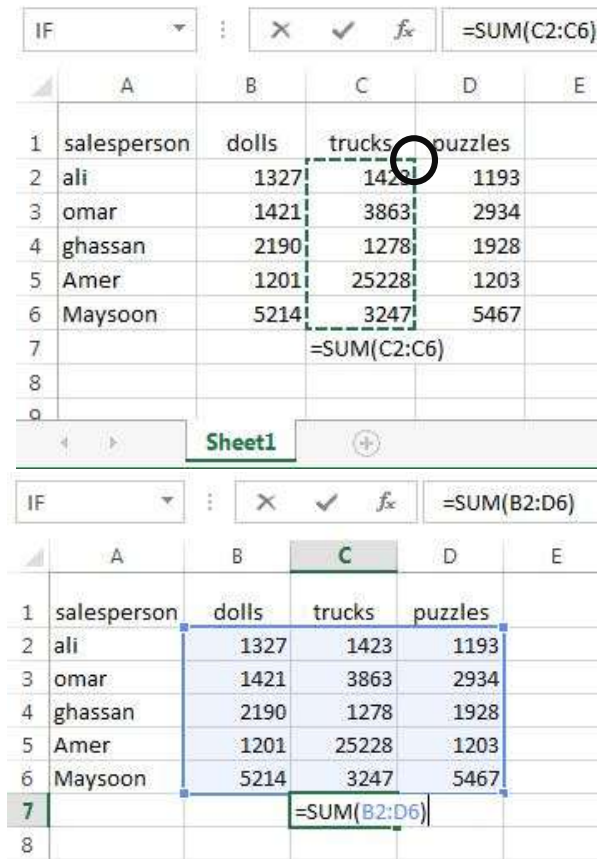 IF =SUM(C2:C6)
A B C D E
1 salesperson dolls trucks puzzles
2 ali 1327 1423 1193
3 omar 1421 3863 2934
4 ghassan 2190 1278 1928
5 Amer 1201 25228 1203
6 Maysoon 5214 3247 5467
7 =SUM(C2:C6)
8
9
Sheet1
IF =SUM(B2:D6)
A B C D E
1 salesperson dolls trucks puzzles
2 ali 1327 1423 1193
3 omar 1421 3863 2934
4 ghassan 2190 1278 1928
5 Amer 1201 25228 1203
6 Maysoon 5214 3247 5467
7 =SUM(B2:D6)
8